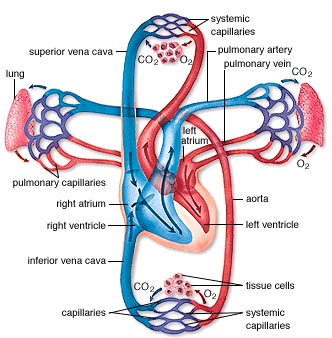 systemic
capillaries
superior vena cava
CO2
O2
pulmonary artery
pulmonary vein
lung
CO2
left
atrium
O2
pulmonary capillaries
right atrium
aorta
right ventricle
left ventricle
inferior vena cava
CO2
O2
tissue cells
capillaries
systemic
capillaries